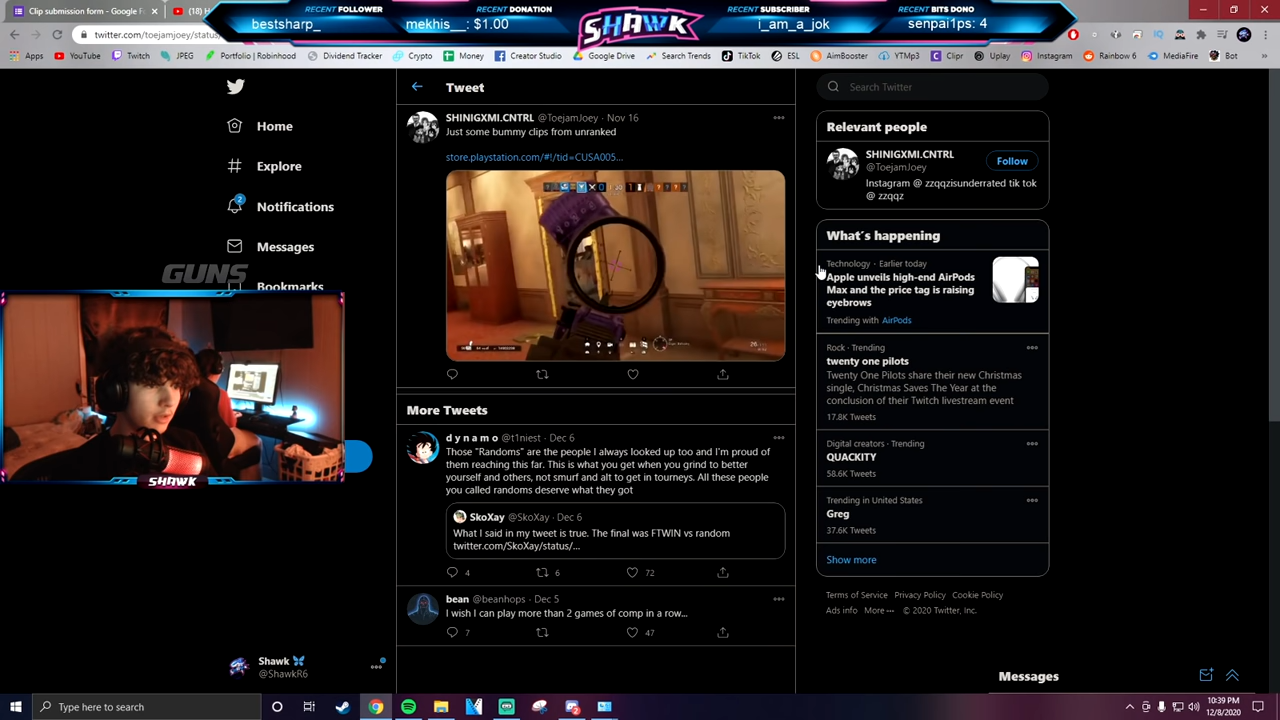 Clip submission form - Google F
(18) H
RECENT FOLLOWER
bestsharp_
RECENT DONATION
mekhis__: $1.00
SHAWK
RECENT SUBSCRIBER
i_am_a_jok
RECENT BITS DONO
senpai1ps: 4
twitter.com/toejamjoey/status/
Apps
YouTube
Twitch
JPEG
Portfolio | Robinhood
Dividend Tracker
Crypto
Money
Creator Studio
Google Drive
Search Trends
TikTok
ESL
AimBooster
YTMp3
Clipr
Uplay
Instagram
Rainbow 6
MediaFire
Bot
Home
Explore
2
Notifications
Messages
Bookmarks
GUNS
SHAWK
Shawk
@ShawkR6
Tweet
SHINIGXMI.CNTRL @ToejamJoey · Nov 16
Just some bummy clips from unranked
store.playstation.com/#!/tid=CUSA005...
More Tweets
d y n a m o @t1niest · Dec 6
Those "Randoms" are the people I always looked up too and I'm proud of
them reaching this far. This is what you get when you grind to better
yourself and others, not smurf and alt to get in tourneys. All these people
you called randoms deserve what they got
SkoXay @SkoXay · Dec 6
What I said in my tweet is true. The final was FTWIN vs random
twitter.com/SkoXay/status/...
4
6
72
bean @beanhops · Dec 5
I wish I can play more than 2 games of comp in a row...
7
47
Search Twitter
Relevant people
SHINIGXMI.CNTRL
@ToejamJoey
Follow
Instagram @ zzqqzisunderrated tik tok
@ zzqqz
What's happening
Technology · Earlier today
Apple unveils high-end AirPods
Max and the price tag is raising
eyebrows
Trending with AirPods
Rock · Trending
twenty one pilots
Twenty One Pilots share their new Christmas
single, Christmas Saves The Year at the
conclusion of their Twitch livestream event
17.8K Tweets
Digital creators · Trending
QUACKITY
58.6K Tweets
Trending in United States
Greg
37.6K Tweets
Show more
Terms of Service
Privacy Policy
Cookie Policy
Ads info
More
© 2020 Twitter, Inc.
Messages
Type here to search
10:39 PM
12/8/2020